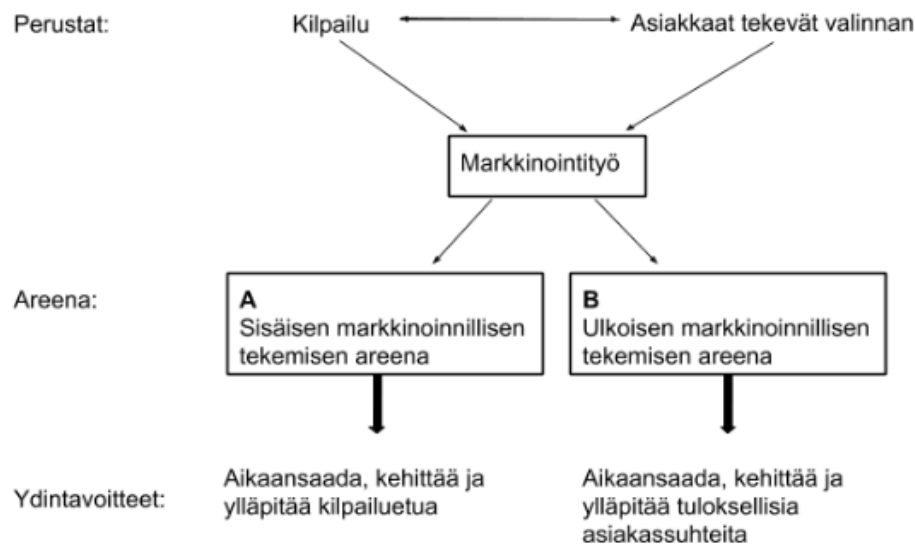 Perustat:
Kilpailu
Asiakkaat tekevät valinnan
Markkinointityö
Areena:
A
Sisäisen markkinoinnillisen
tekemisen areena
B
Ulkoisen markkinoinnillisen
tekemisen areena
Ydintavoitteet:
Aikaansaada, kehittää ja
ylläpitää kilpailuetua
Aikaansaada, kehittää ja
ylläpitää tuloksellisia
asiakassuhteita